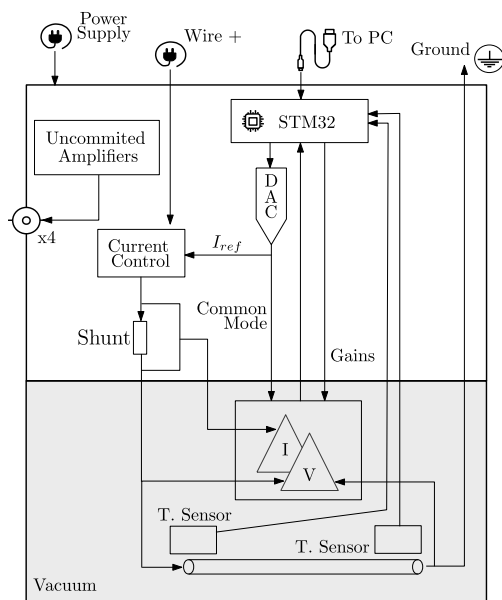 Power
Supply
Wire +
To PC
Ground
STM32
Uncommited
Amplifiers
D
A
C
x4
Current
Control
I_ref
Common
Mode
Shunt
Gains
I
V
T. Sensor
T. Sensor
Vacuum